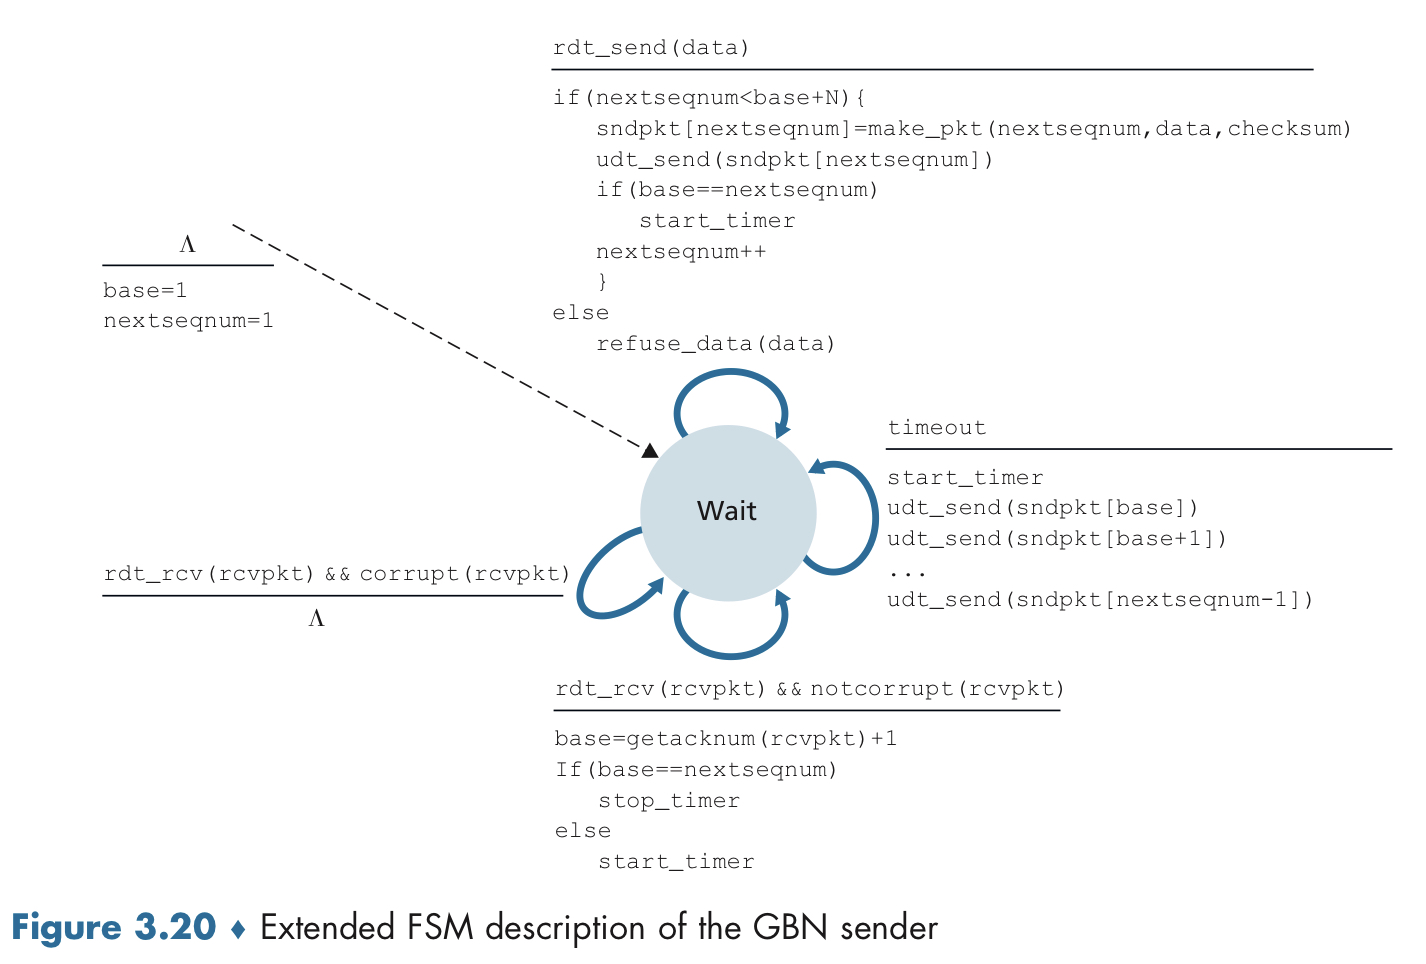 rdt_send(data)
if(nextseqnum<base+N){
sndpkt[nextseqnum]=make_pkt(nextseqnum,data,checksum)
udt_send(sndpkt[nextseqnum])
if(base==nextseqnum)
start_timer
nextseqnum++
}
else
refuse_data(data)
Λ
base=1
nextseqnum=1
timeout
start_timer
udt_send(sndpkt[base])
udt_send(sndpkt[base+1])
...
udt_send(sndpkt[nextseqnum-1])
Wait
rdt_rcv(rcvpkt) && corrupt(rcvpkt)
Λ
rdt_rcv(rcvpkt) && notcorrupt(rcvpkt)
base=getacknum(rcvpkt)+1
If(base==nextseqnum)
stop_timer
else
start_timer
Figure 3.20 ♦ Extended FSM description of the GBN sender